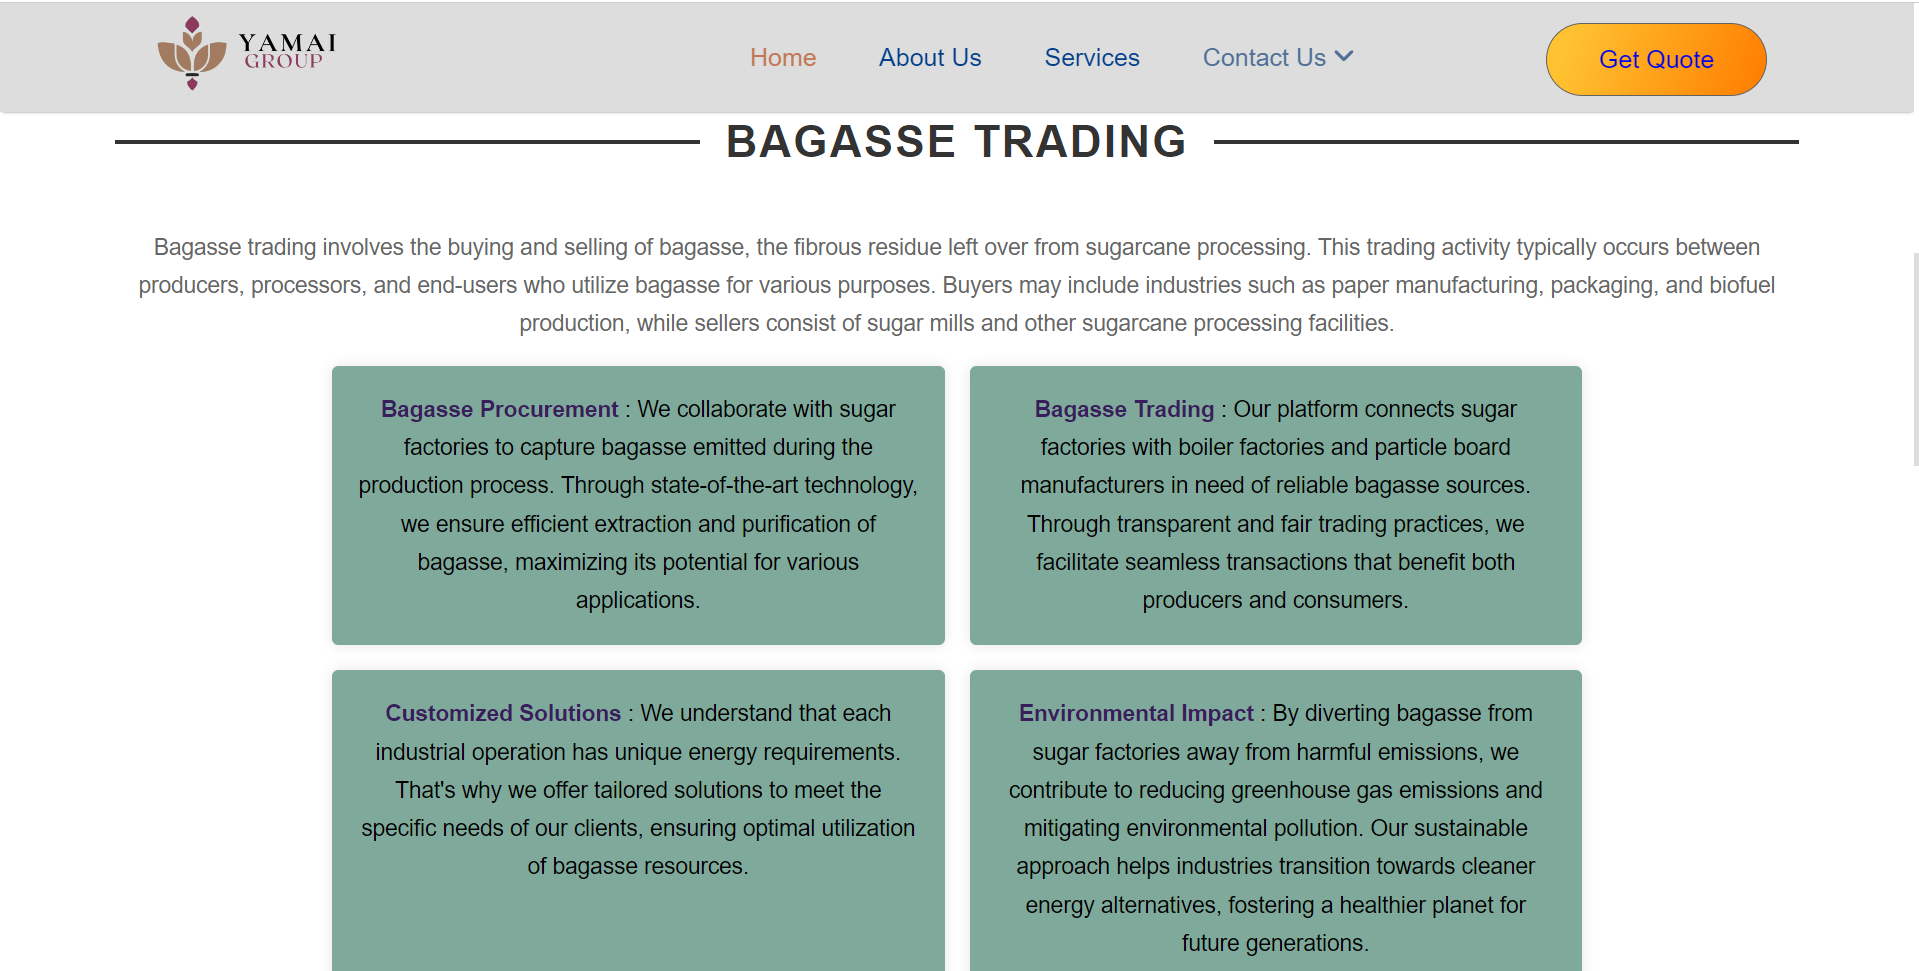 YAMAI
GROUP
Home
About Us
Services
Contact Us
Get Quote
BAGASSE TRADING
Bagasse trading involves the buying and selling of bagasse, the fibrous residue left over from sugarcane processing. This trading activity typically occurs between
producers, processors, and end-users who utilize bagasse for various purposes. Buyers may include industries such as paper manufacturing, packaging, and biofuel
production, while sellers consist of sugar mills and other sugarcane processing facilities.
Bagasse Procurement : We collaborate with sugar
factories to capture bagasse emitted during the
production process. Through state-of-the-art technology,
we ensure efficient extraction and purification of
bagasse, maximizing its potential for various
applications.
Bagasse Trading : Our platform connects sugar
factories with boiler factories and particle board
manufacturers in need of reliable bagasse sources.
Through transparent and fair trading practices, we
facilitate seamless transactions that benefit both
producers and consumers.
Customized Solutions : We understand that each
industrial operation has unique energy requirements.
That's why we offer tailored solutions to meet the
specific needs of our clients, ensuring optimal utilization
of bagasse resources.
Environmental Impact : By diverting bagasse from
sugar factories away from harmful emissions, we
contribute to reducing greenhouse gas emissions and
mitigating environmental pollution. Our sustainable
approach helps industries transition towards cleaner
energy alternatives, fostering a healthier planet for
future generations.